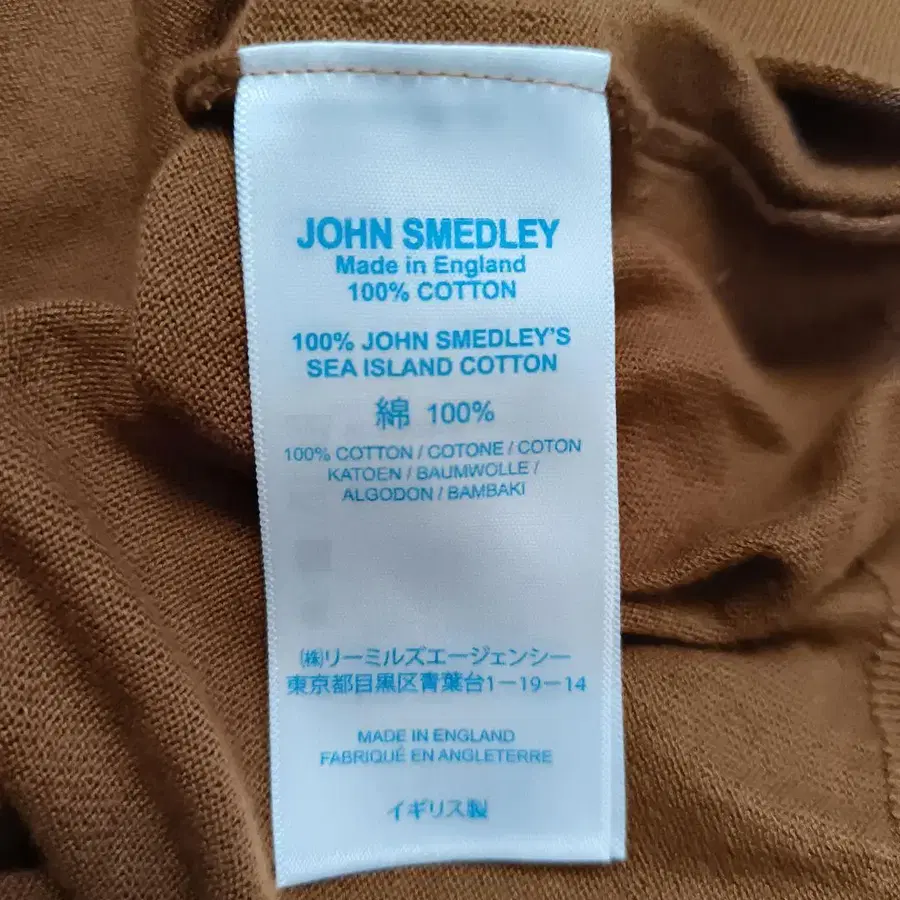 JOHN SMEDLEY
Made in England
100% COTTON
100% JOHN SMEDLEY'S
SEA ISLAND COTTON
綿 100%
100% COTTON / COTONE / COTON
KATOEN / BAUMWOLLE /
ALGODON / BAMBAKI
㈱リーミルズエージェンシー
東京都目黒区青葉台1-19-14
MADE IN ENGLAND
FABRIQUÉ EN ANGLETERRE
イギリス製